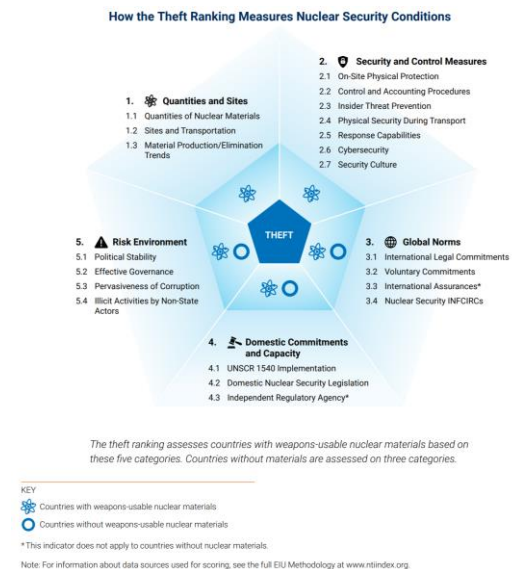 How the Theft Ranking Measures Nuclear Security Conditions
1. Quantities and Sites
1.1 Quantities of Nuclear Materials
1.2 Sites and Transportation
1.3 Material Production/Elimination
Trends
2. Security and Control Measures
2.1 On-Site Physical Protection
2.2 Control and Accounting Procedures
2.3 Insider Threat Prevention
2.4 Physical Security During Transport
2.5 Response Capabilities
2.6 Cybersecurity
2.7 Security Culture
THEFT
5. Risk Environment
5.1 Political Stability
5.2 Effective Governance
5.3 Pervasiveness of Corruption
5.4 Illicit Activities by Non-State
Actors
3. Global Norms
3.1 International Legal Commitments
3.2 Voluntary Commitments
3.3 International Assurances*
3.4 Nuclear Security INFCIRCs
4. Domestic Commitments
and Capacity
4.1 UNSCR 1540 Implementation
4.2 Domestic Nuclear Security Legislation
4.3 Independent Regulatory Agency*
The theft ranking assesses countries with weapons-usable nuclear materials based on
these five categories. Countries without materials are assessed on three categories.
KEY
Countries with weapons-usable nuclear materials
Countries without weapons-usable nuclear materials
*This indicator does not apply to countries without nuclear materials.
Note: For information about data sources used for scoring, see the full EIU Methodology at www.ntiindex.org.